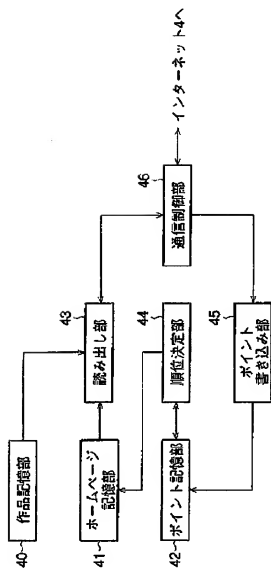 40
作品記憶部
41
ホームページ
記憶部
42
ポイント記憶部
43
読み出し部
44
順位決定部
45
ポイント
書き込み部
46
通信制御部
インターネット4へ